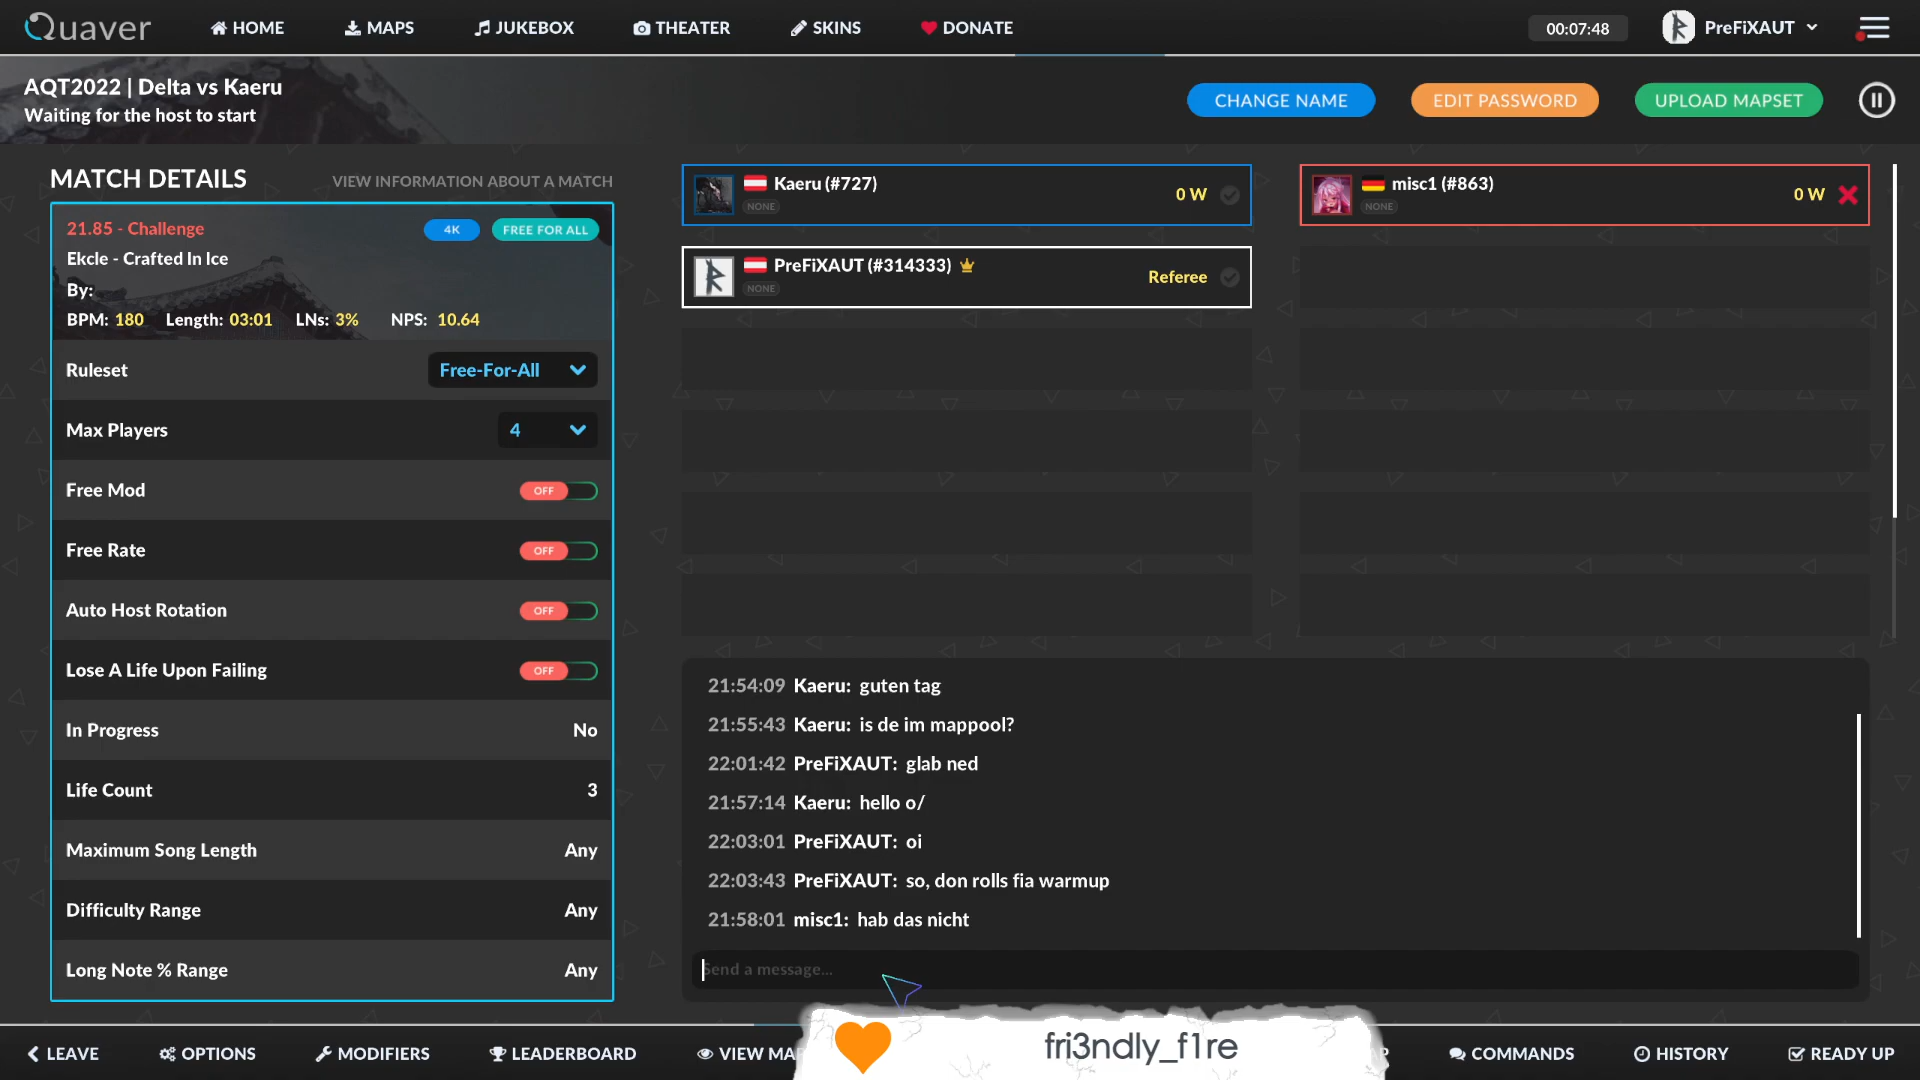 Quaver
HOME
MAPS
JUKEBOX
THEATER
SKINS
DONATE
00:07:48
PreFiXAUT
AQT2022 | Delta vs Kaeru
Waiting for the host to start
CHANGE NAME
EDIT PASSWORD
UPLOAD MAPSET
MATCH DETAILS
VIEW INFORMATION ABOUT A MATCH
21.85 - Challenge
4K
FREE FOR ALL
Ekcle - Crafted In Ice
By:
BPM: 180 Length: 03:01 LNs: 3% NPS: 10.64
Ruleset
Free-For-All
Max Players
4
Free Mod
OFF
Free Rate
OFF
Auto Host Rotation
OFF
Lose A Life Upon Failing
OFF
In Progress
No
Life Count
3
Maximum Song Length
Any
Difficulty Range
Any
Long Note % Range
Any
Kaeru (#727)
NONE
0 W
misc1 (#863)
NONE
0 W
PreFiXAUT (#314333)
NONE
Referee
21:54:09 Kaeru: guten tag
21:55:43 Kaeru: is de im mappool?
22:01:42 PreFiXAUT: glab ned
21:57:14 Kaeru: hello o/
22:03:01 PreFiXAUT: oi
22:03:43 PreFiXAUT: so, don rolls fia warmup
21:58:01 misc1: hab das nicht
Send a message...
LEAVE
OPTIONS
MODIFIERS
LEADERBOARD
VIEW MA
fri3ndly_f1re
COMMANDS
HISTORY
READY UP